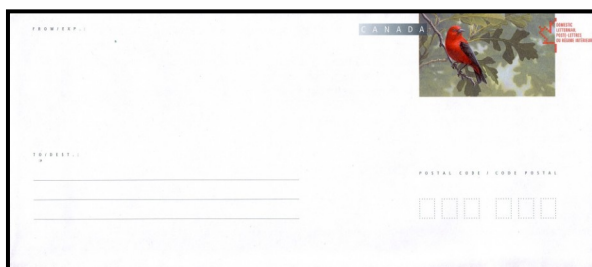 FROM/EXP.:
CANADA
DOMESTIC
LETTERMAIL
POSTE-LETTRES
DU RÉGIME INTÉRIEUR
TO/DEST.:
POSTAL CODE / CODE POSTAL